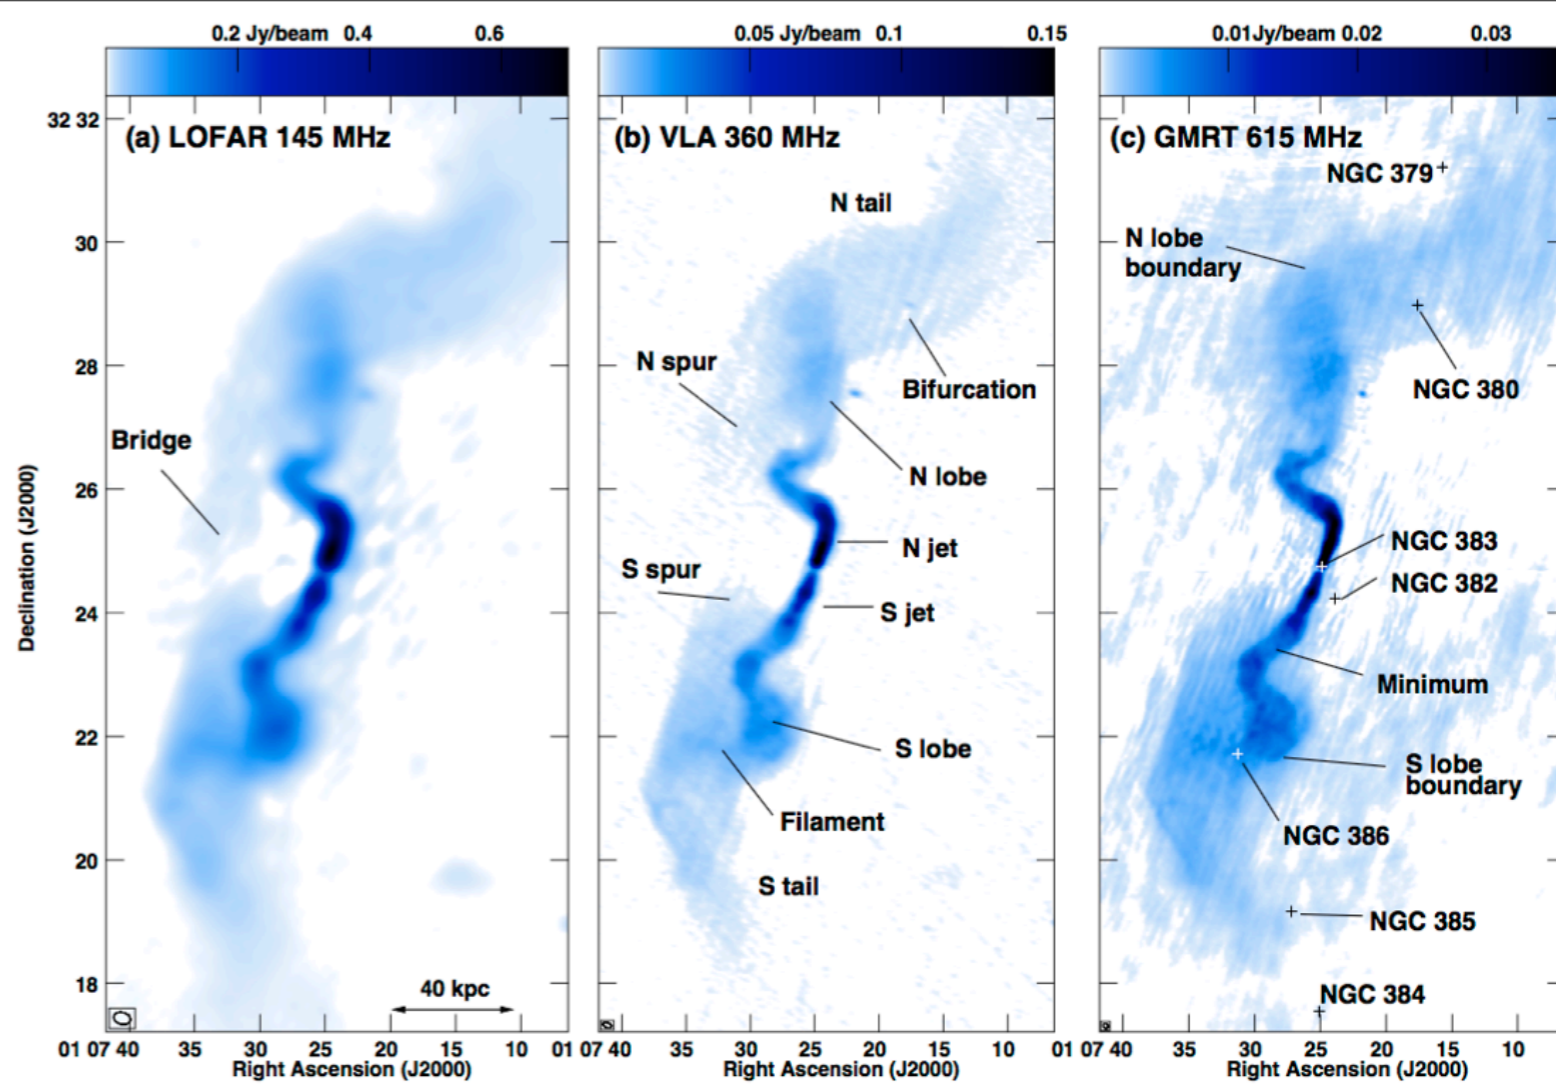 0.2 Jy/beam 0.4 0.6
0.05 Jy/beam 0.1 0.15
0.01Jy/beam 0.02 0.03
(a) LOFAR 145 MHz
(b) VLA 360 MHz
(c) GMRT 615 MHz
32 32
30
28
26
24
22
20
18
Declination (J2000)
Bridge
40 kpc
N tail
N spur
Bifurcation
N lobe
N jet
S spur
S jet
S lobe
Filament
S tail
NGC 379
N lobe
boundary
NGC 380
NGC 383
NGC 382
Minimum
S lobe
boundary
NGC 386
NGC 385
NGC 384
01 07 40 35 30 25 20 15 10
01 07 40 35 30 25 20 15 10
01 07 40 35 30 25 20 15 10
Right Ascension (J2000)
Right Ascension (J2000)
Right Ascension (J2000)